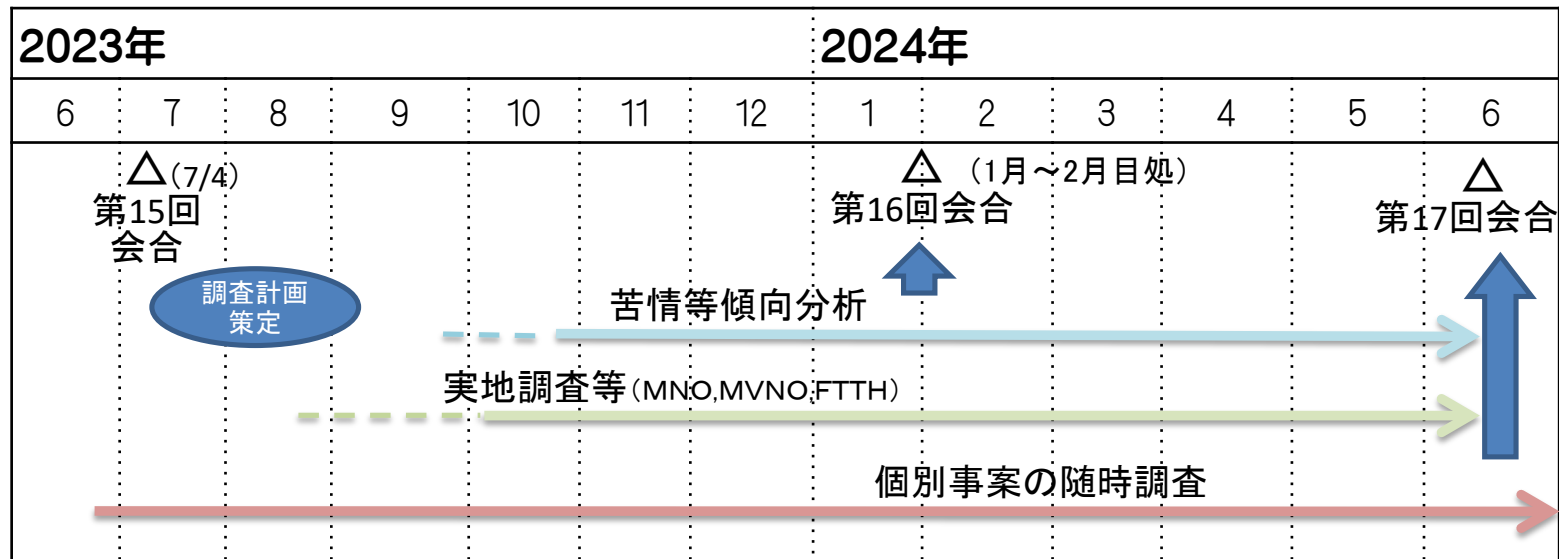 2023年 2024年
6 7 8 9 10 11 12 1 2 3 4 5 6
△(7/4)
第15回
会合
△ (1月～2月目処)
第16回会合
△
第17回会合
調査計画
策定
苦情等傾向分析
実地調査等(MNO,MVNO,FTTH)
個別事案の随時調査